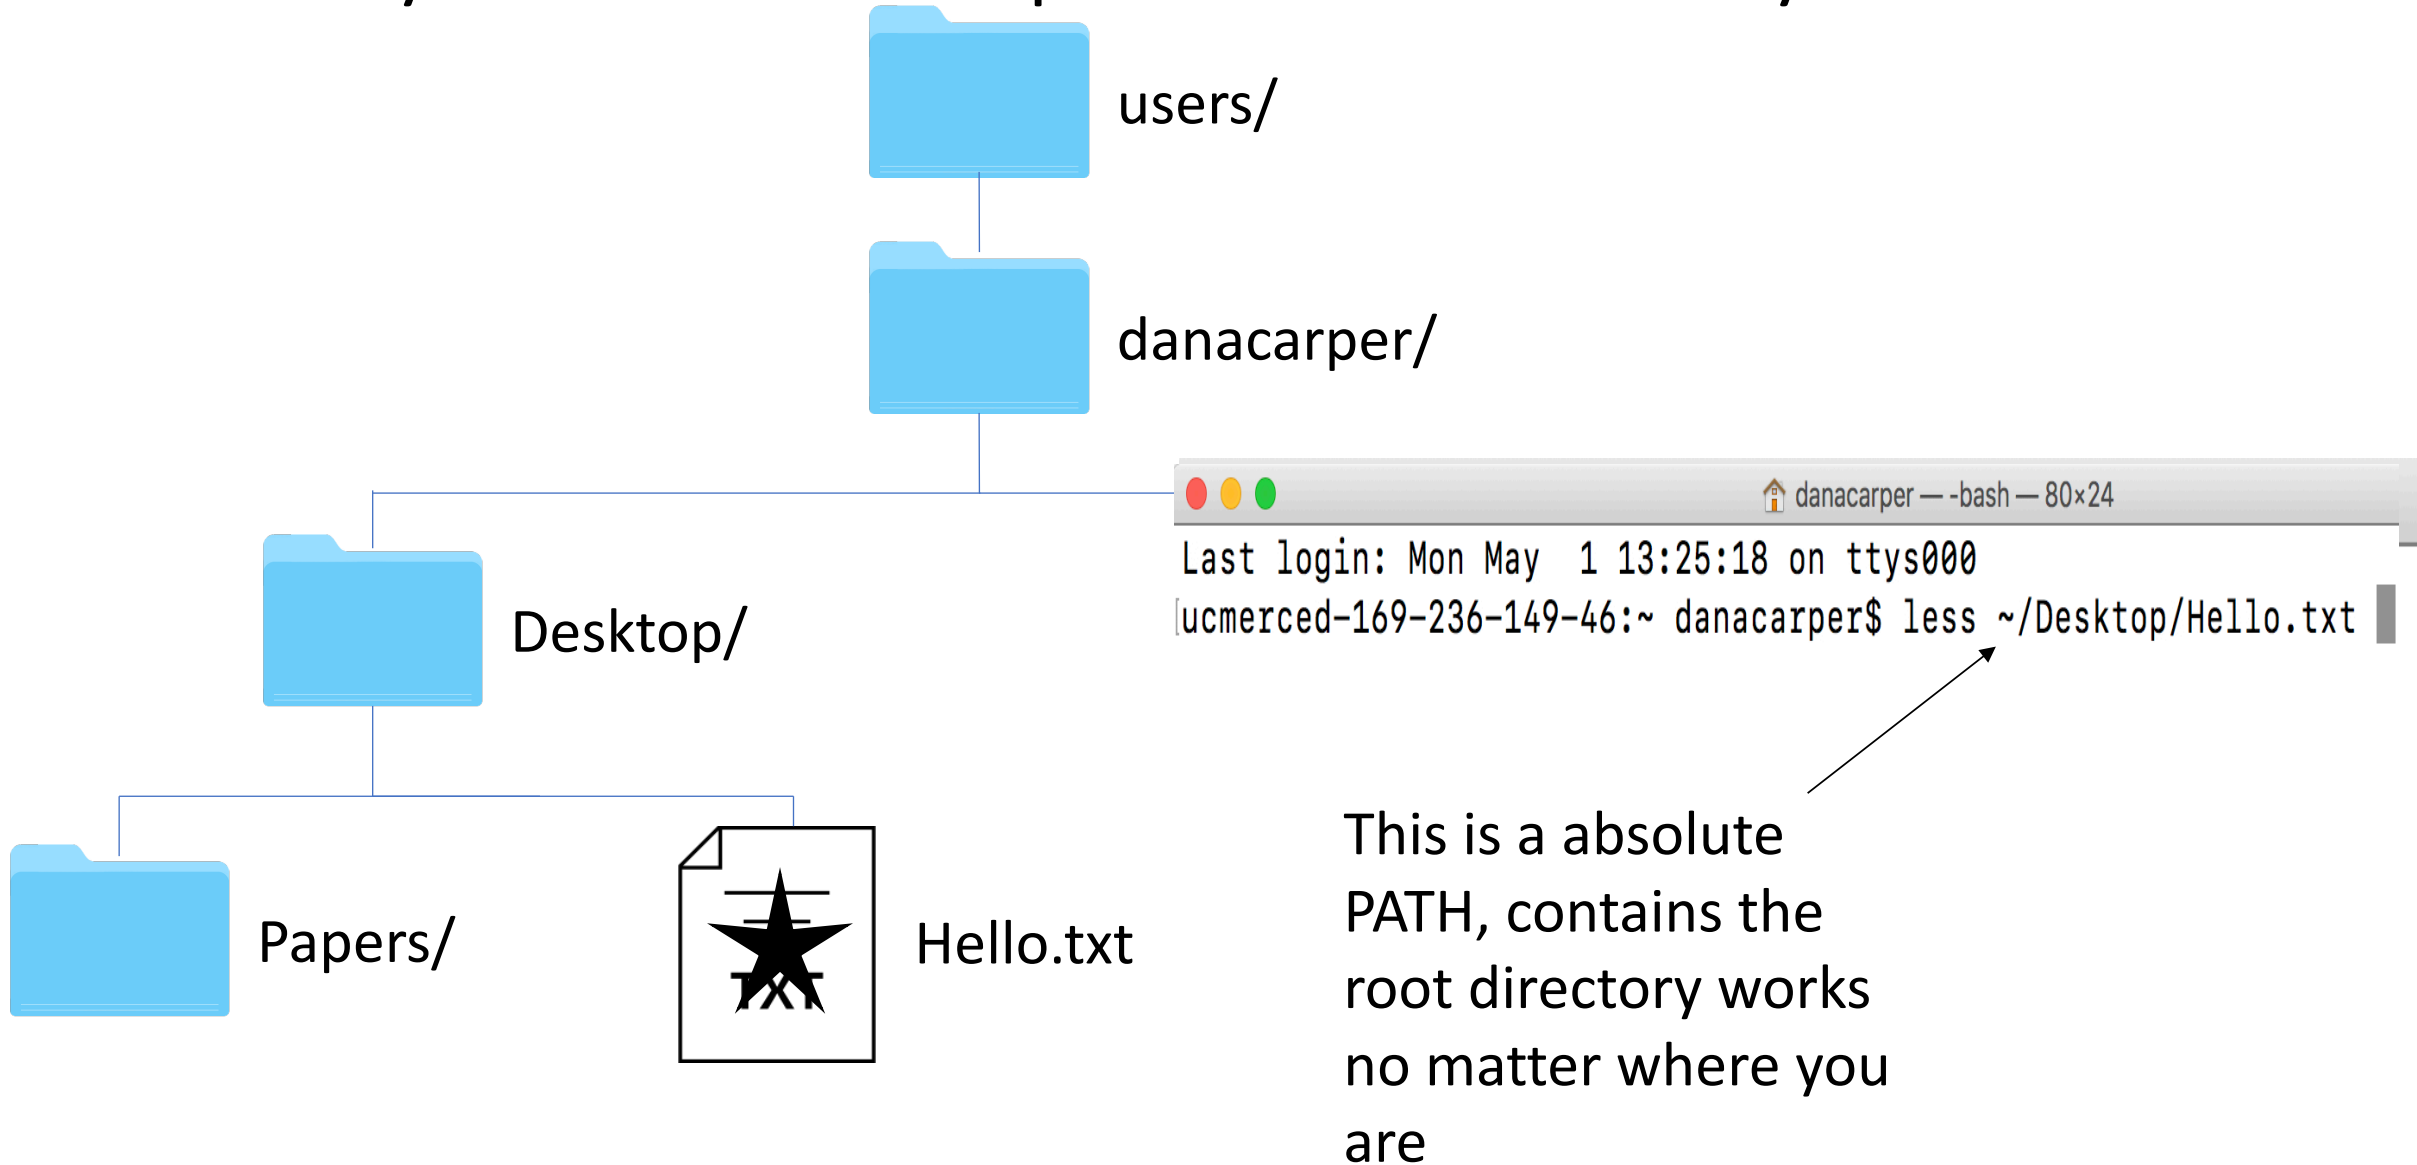 users/
danacarper/
danacarper — -bash — 80×24
Last login: Mon May  1 13:25:18 on ttys000
ucmerced-169-236-149-46:~ danacarper$ less ~/Desktop/Hello.txt
Desktop/
Papers/
TXT
Hello.txt
This is a absolute
PATH, contains the
root directory works
no matter where you
are